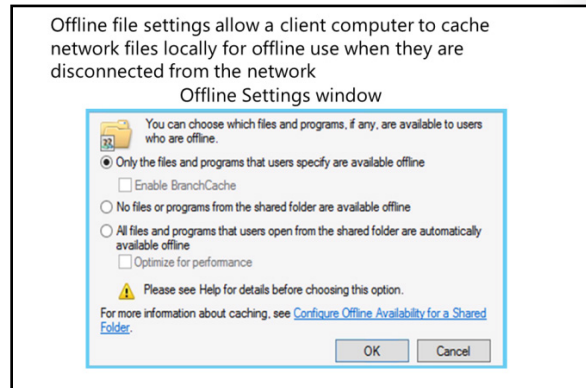 Offline file settings allow a client computer to cache
network files locally for offline use when they are
disconnected from the network
Offline Settings window
You can choose which files and programs, if any, are available to users
who are offline.
Only the files and programs that users specify are available offline
Enable BranchCache
No files or programs from the shared folder are available offline
All files and programs that users open from the shared folder are automatically
available offline
Optimize for performance
Please see Help for details before choosing this option.
For more information about caching, see Configure Offline Availability for a Shared
Folder.
OK Cancel